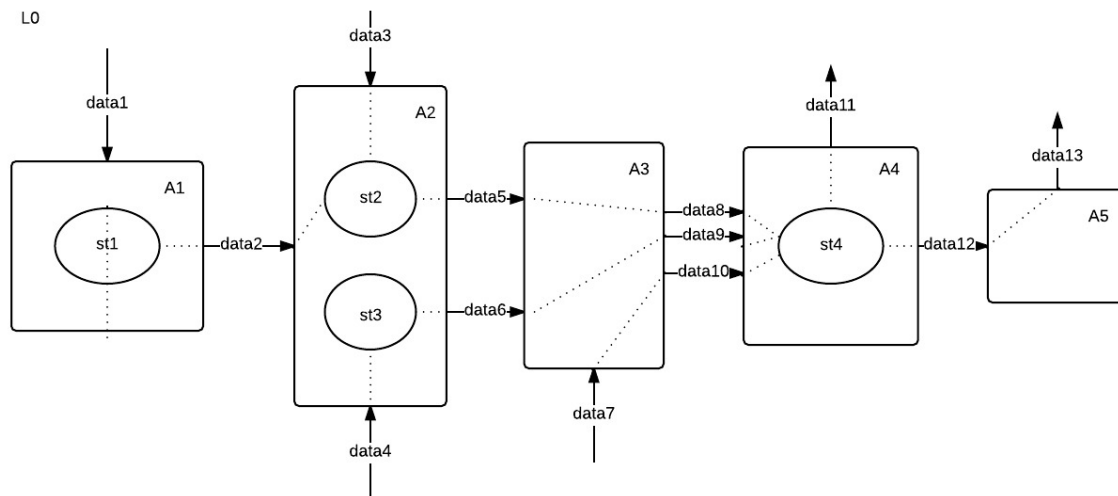 L0
data1
A1
st1
data2
data3
A2
st2
st3
data4
data5
data6
A3
data7
data8
data9
data10
data11
A4
st4
data12
data13
A5